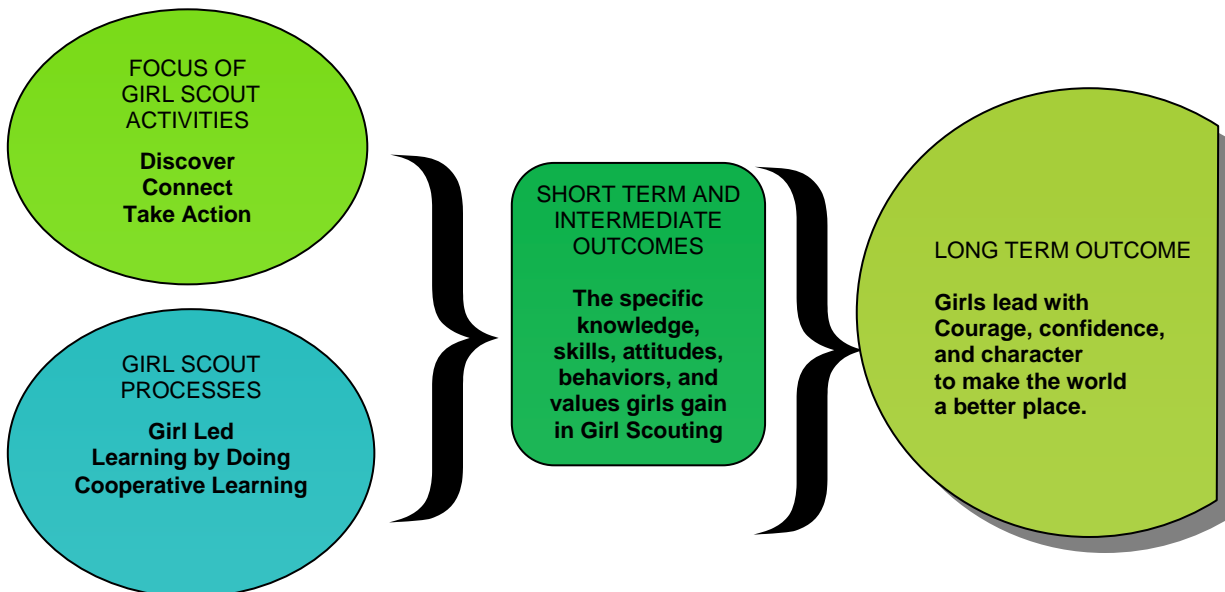 FOCUS OF
GIRL SCOUT
ACTIVITIES
Discover
Connect
Take Action
GIRL SCOUT
PROCESSES
Girl Led
Learning by Doing
Cooperative Learning
SHORT TERM AND
INTERMEDIATE
OUTCOMES
The specific
knowledge,
skills, attitudes,
behaviors, and
values girls gain
in Girl Scouting
LONG TERM OUTCOME
Girls lead with
Courage, confidence,
and character
to make the world
a better place.